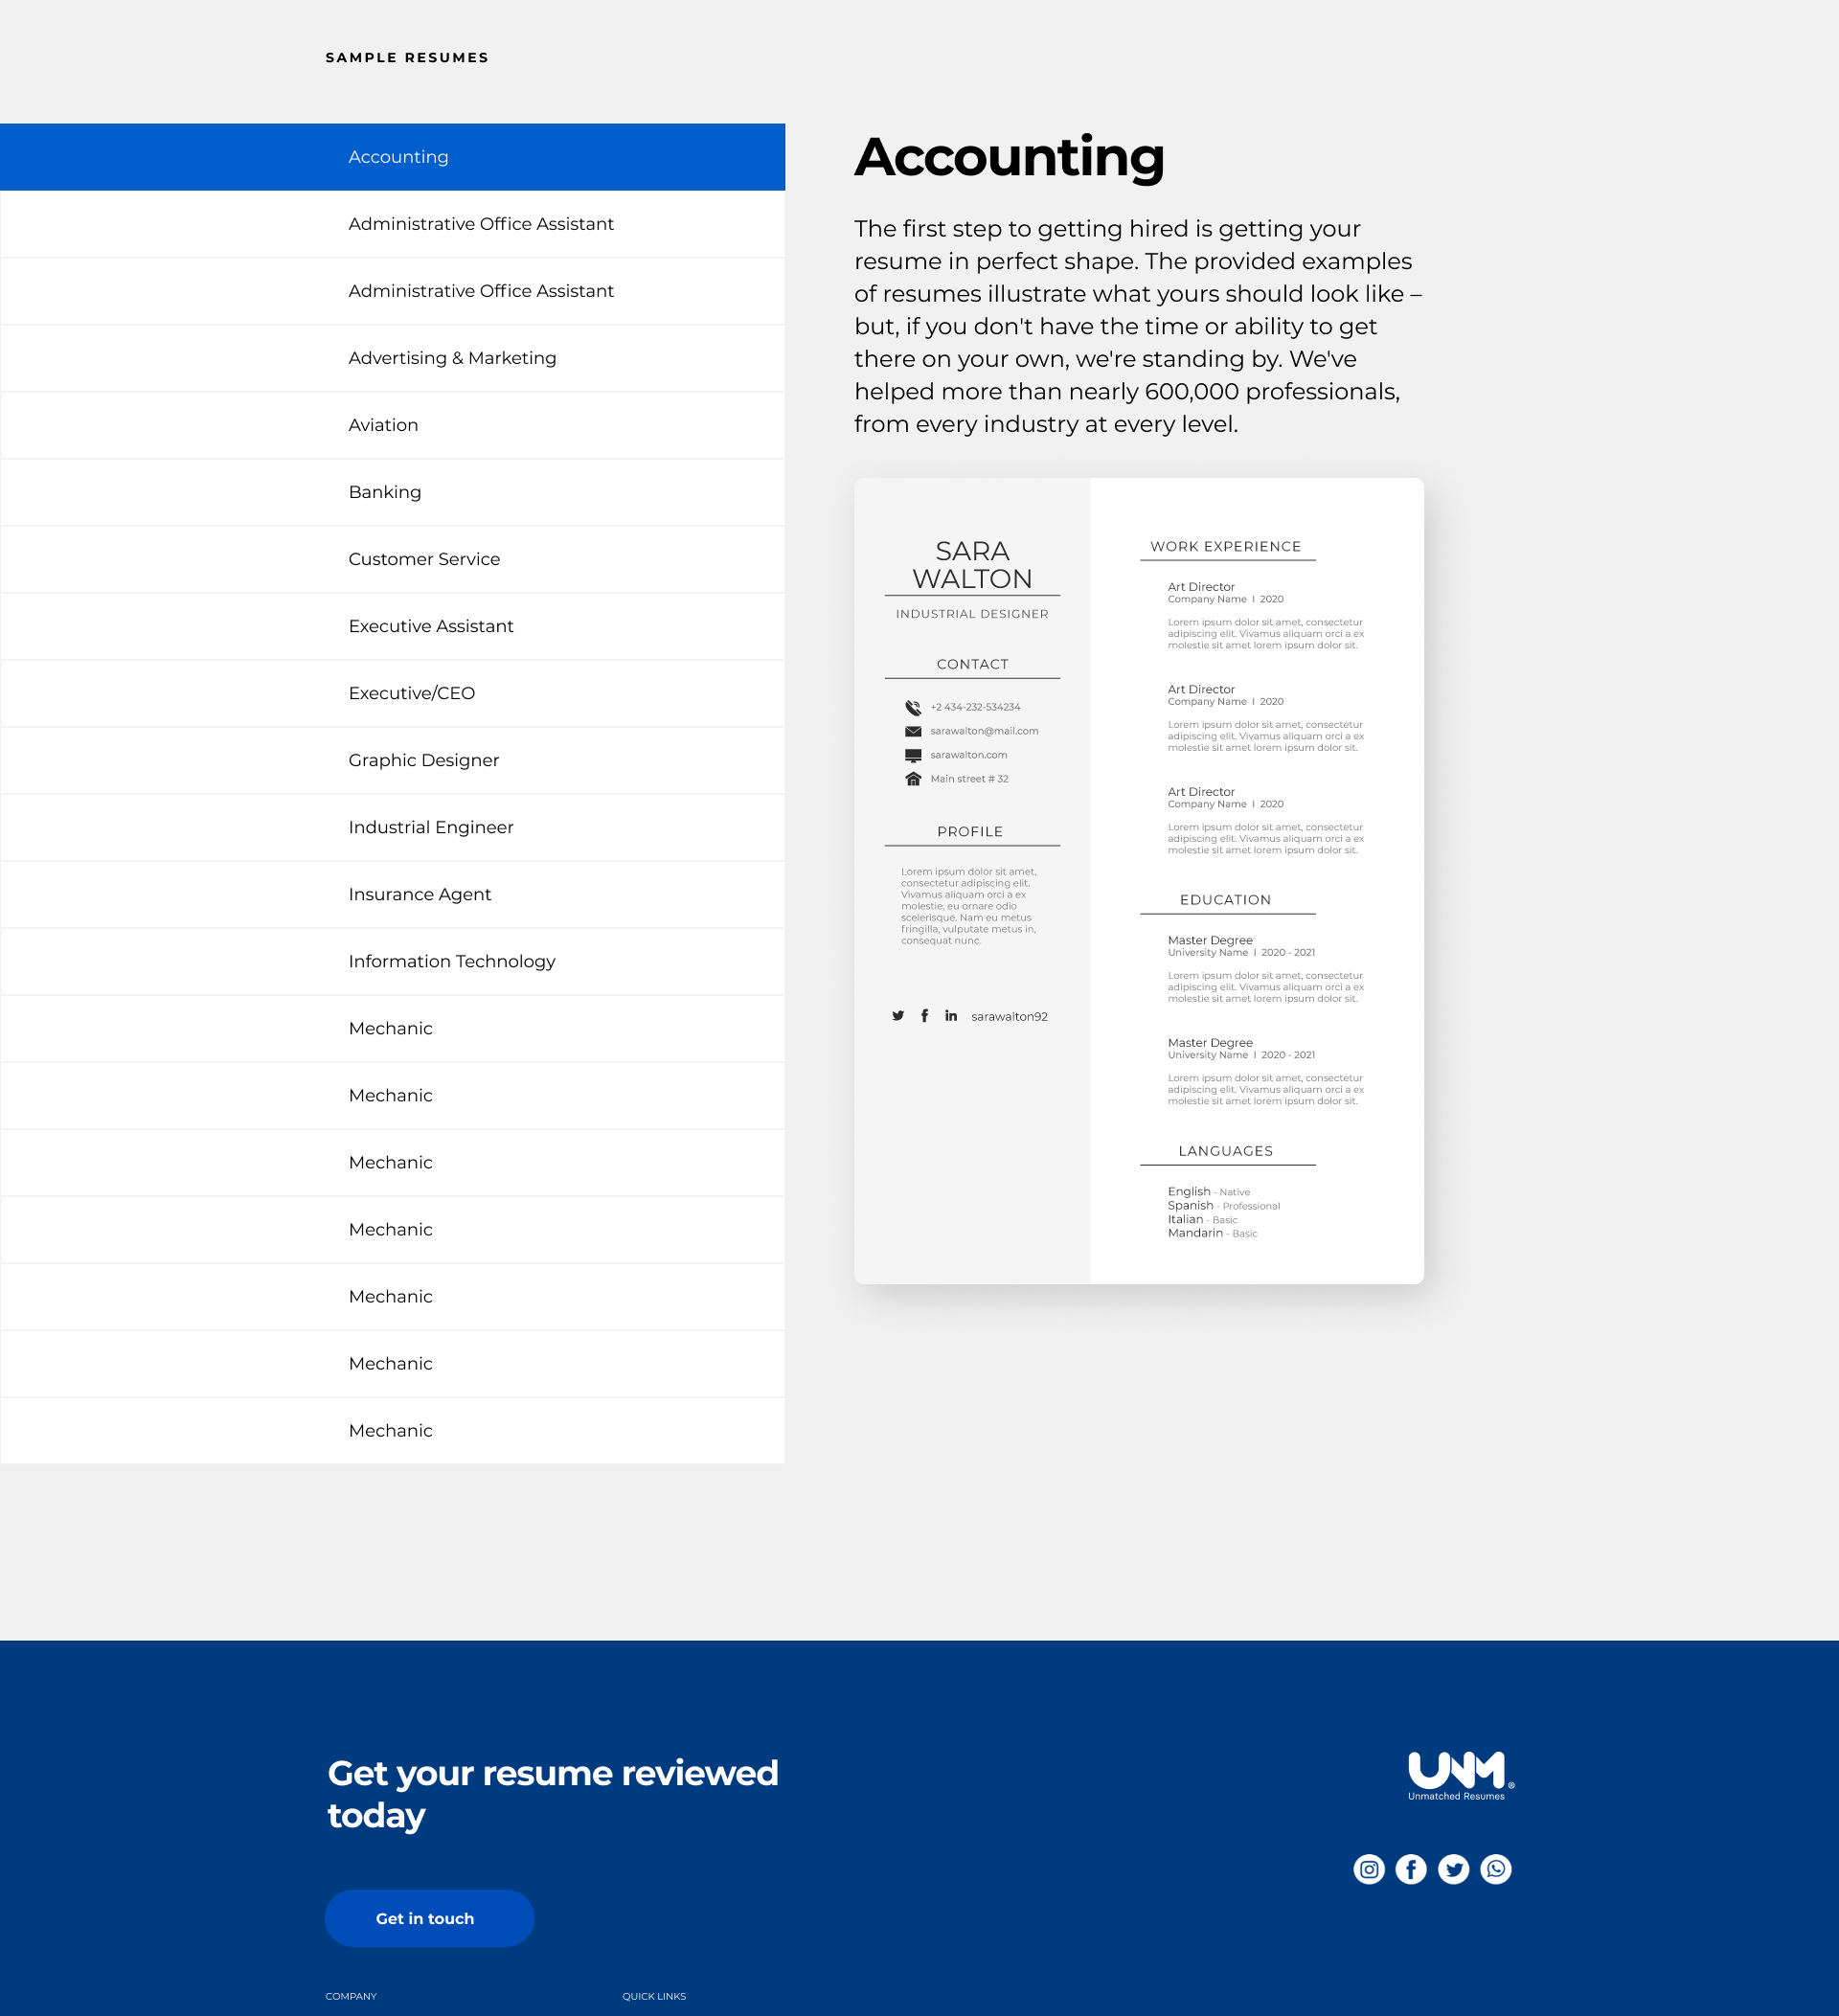 SAMPLE RESUMES
Accounting
Administrative Office Assistant
Administrative Office Assistant
Advertising & Marketing
Aviation
Banking
Customer Service
Executive Assistant
Executive/CEO
Graphic Designer
Industrial Engineer
Insurance Agent
Information Technology
Mechanic
Mechanic
Mechanic
Mechanic
Mechanic
Mechanic
Mechanic
Accounting
The first step to getting hired is getting your
resume in perfect shape. The provided examples
of resumes illustrate what yours should look like –
but, if you don't have the time or ability to get
there on your own, we're standing by. We've
helped more than nearly 600,000 professionals,
from every industry at every level.
SARA
WALTON
INDUSTRIAL DESIGNER
CONTACT
+2 434-232-534234
sarawalton@mail.com
sarawalton.com
Main street # 32
PROFILE
Lorem ipsum dolor sit amet,
consectetur adipiscing elit.
Vivamus aliquam orci a ex
molestie, eu ornare odio
scelerisque. Nam eu metus
fringilla, vulputate metus in,
consequat nunc.
sarawalton92
WORK EXPERIENCE
Art Director
Company Name I 2020
Lorem ipsum dolor sit amet, consectetur
adipiscing elit. Vivamus aliquam orci a ex
molestie sit amet lorem ipsum dolor sit.
Art Director
Company Name I 2020
Lorem ipsum dolor sit amet, consectetur
adipiscing elit. Vivamus aliquam orci a ex
molestie sit amet lorem ipsum dolor sit.
Art Director
Company Name I 2020
Lorem ipsum dolor sit amet, consectetur
adipiscing elit. Vivamus aliquam orci a ex
molestie sit amet lorem ipsum dolor sit.
EDUCATION
Master Degree
University Name I 2020 - 2021
Lorem ipsum dolor sit amet, consectetur
adipiscing elit. Vivamus aliquam orci a ex
molestie sit amet lorem ipsum dolor sit.
Master Degree
University Name I 2020 - 2021
Lorem ipsum dolor sit amet, consectetur
adipiscing elit. Vivamus aliquam orci a ex
molestie sit amet lorem ipsum dolor sit.
LANGUAGES
English - Native
Spanish - Professional
Italian - Basic
Mandarin - Basic
Get your resume reviewed
today
Get in touch
UNM®
Unmatched Resumes
COMPANY
QUICK LINKS